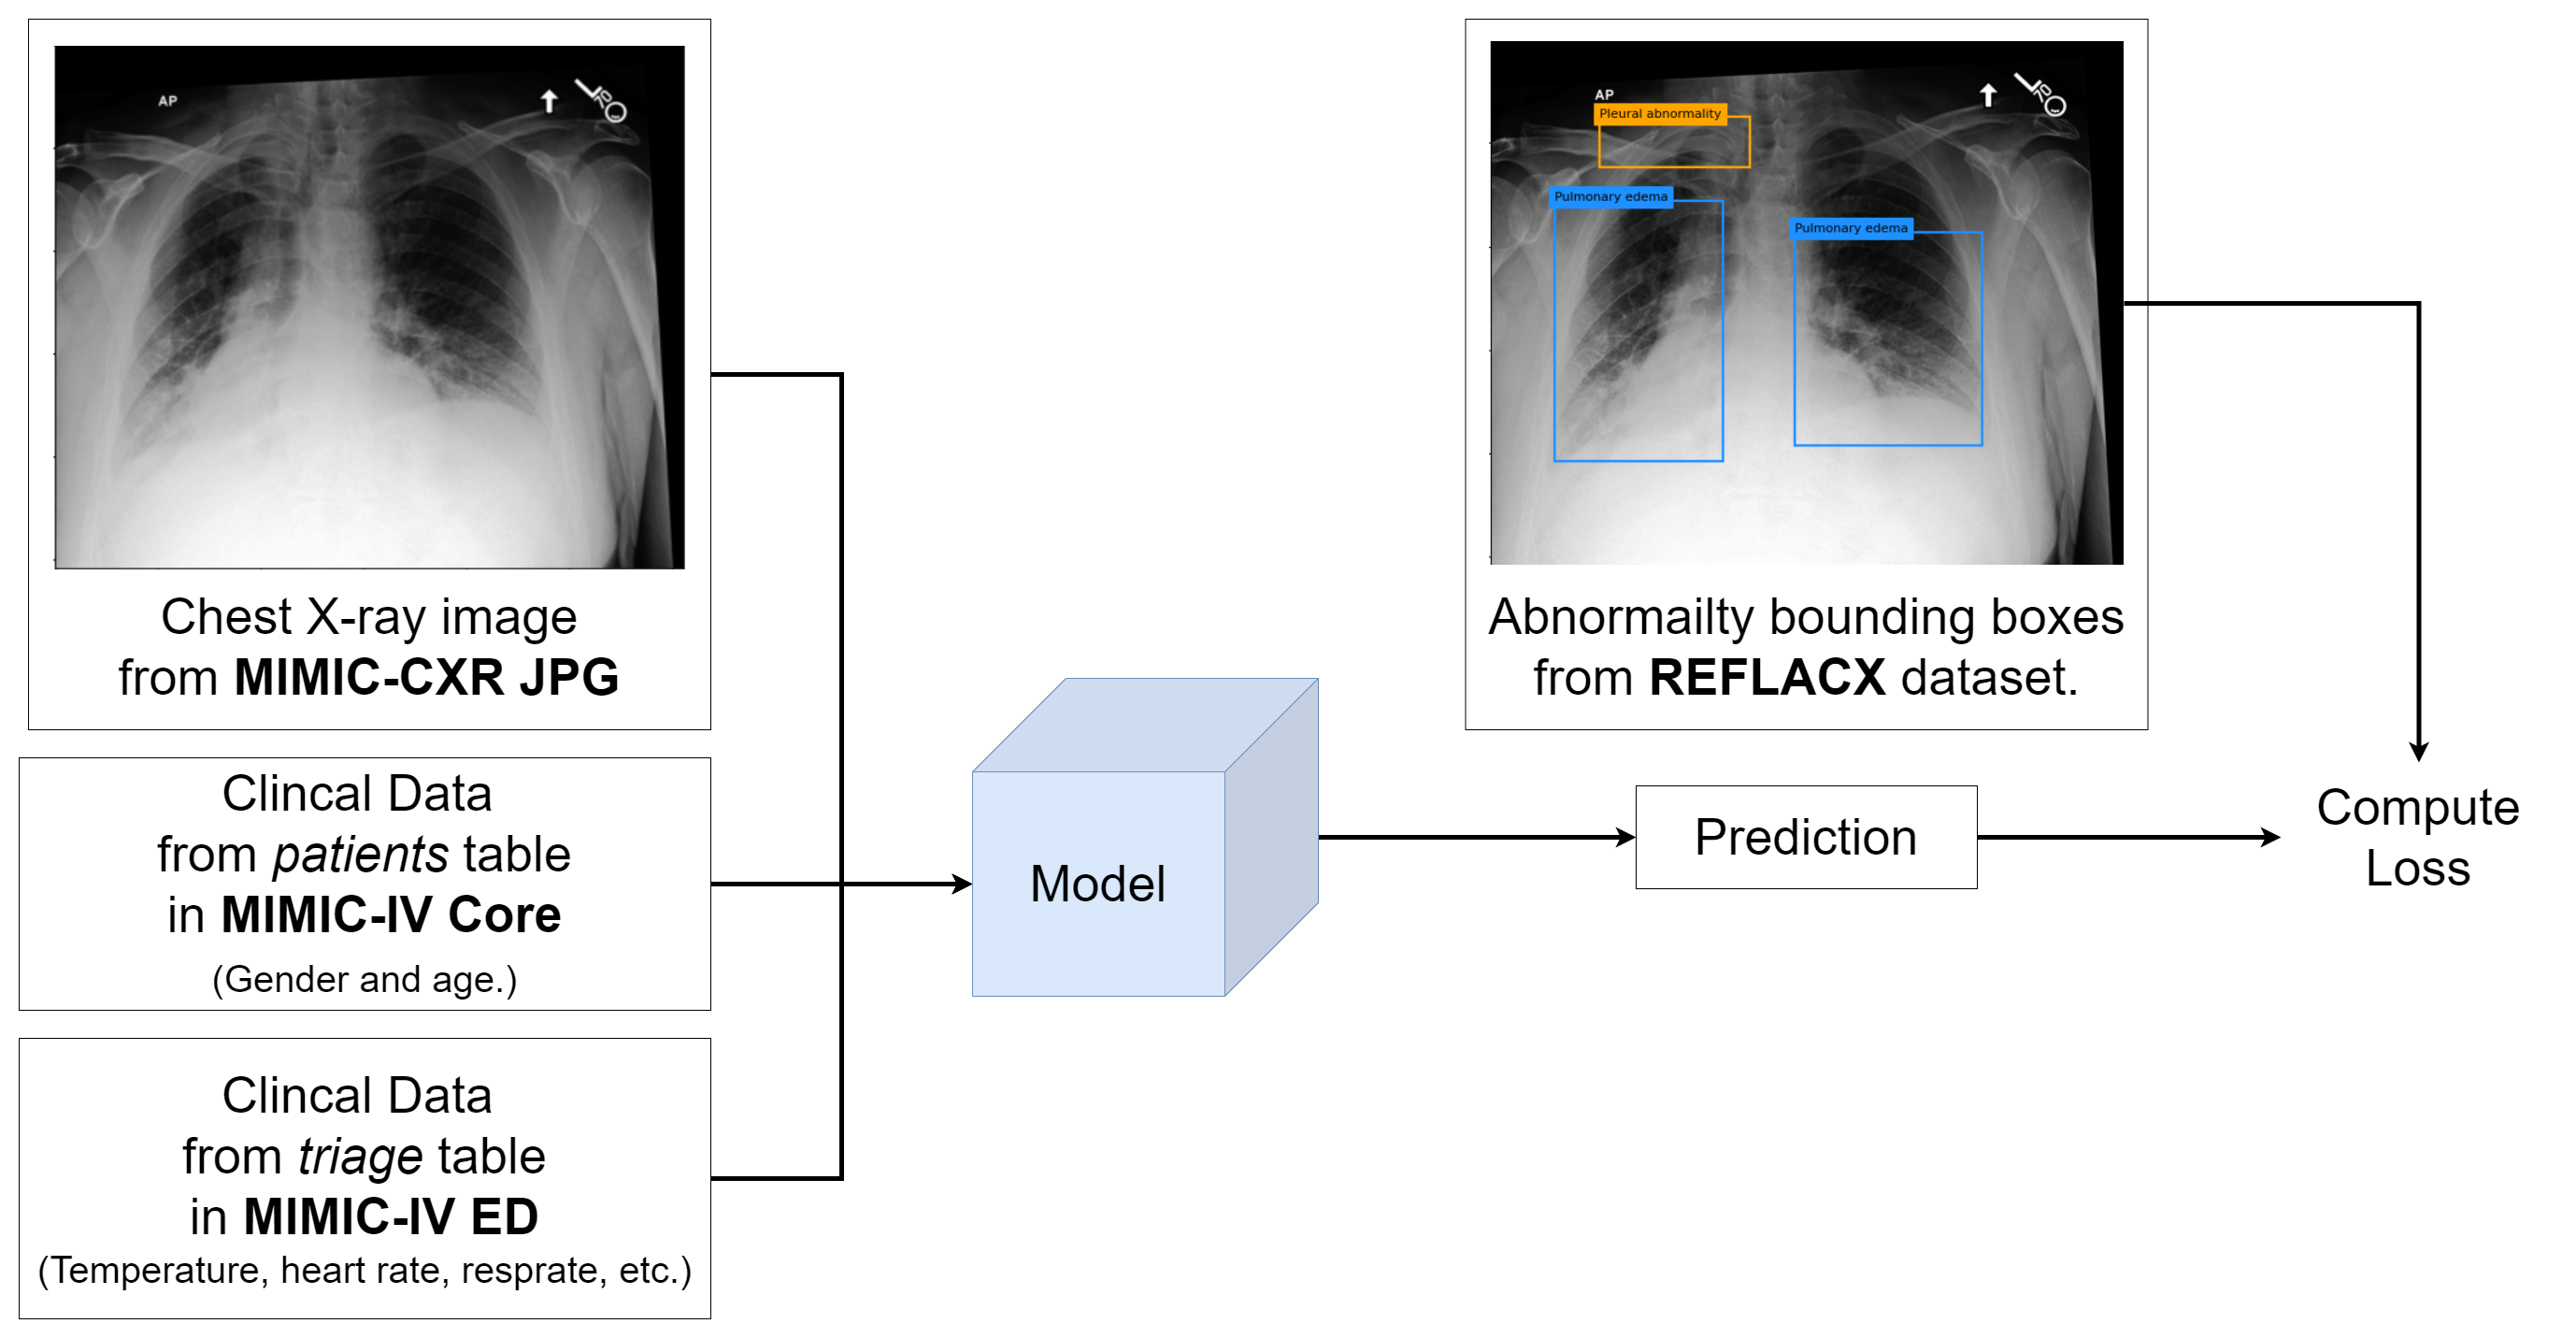 AP
Chest X-ray image
from MIMIC-CXR JPG
Clincal Data
from patients table
in MIMIC-IV Core
(Gender and age.)
Clincal Data
from triage table
in MIMIC-IV ED
(Temperature, heart rate, resprate, etc.)
Model
AP
Pleural abnormality
Pulmonary edema
Pulmonary edema
Abnormailty bounding boxes
from REFLACX dataset.
Prediction
Compute
Loss